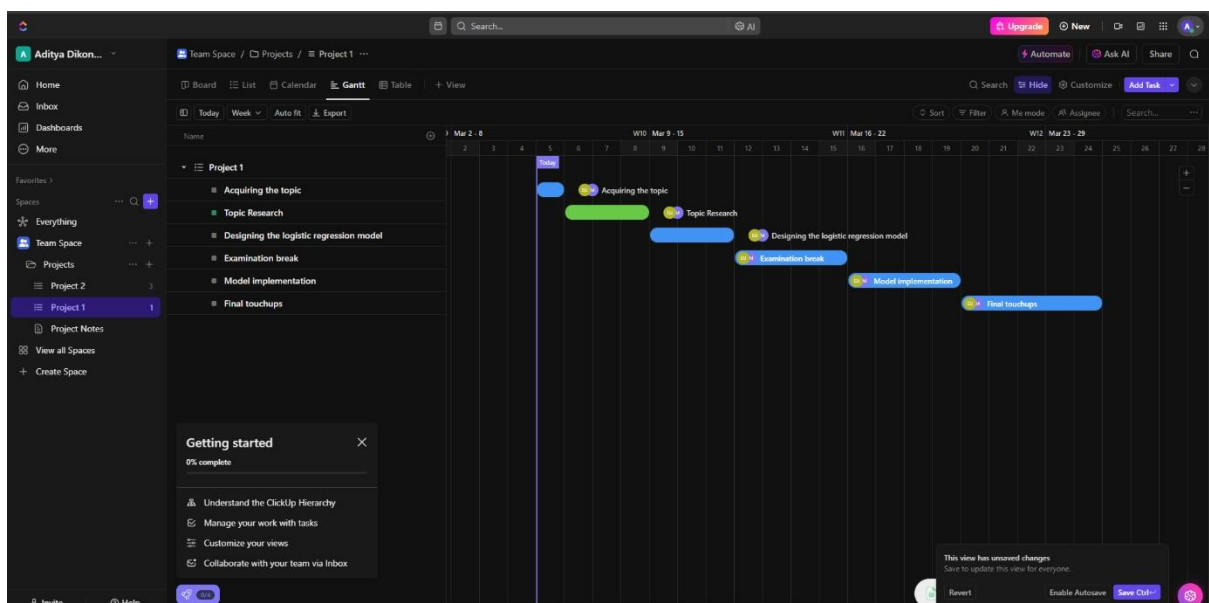 Search...
AI
Upgrade
New
A Aditya Dikon...
Team Space / Projects / Project 1 ...
Automate
Ask AI
Share
Home
Inbox
Dashboards
More
Favorites >
Spaces
Everything
Team Space
Projects
Project 2 3
Project 1 1
Project Notes
View all Spaces
Create Space
Invite
Help
Board List Calendar Gantt Table + View
Search Hide Customize Add Task
Today Week Auto fit Export
Sort Filter Me mode Assignee Search...
Name
Mar 2 - 8 W10 Mar 9 - 15 W11 Mar 16 - 22 W12 Mar 23 - 29
2 3 4 5 6 7 8 9 10 11 12 13 14 15 16 17 18 19 20 21 22 23 24 25 26 27 28
Today
Project 1
Acquiring the topic
Topic Research
Designing the logistic regression model
Examination break
Model implementation
Final touchups
Acquiring the topic
Topic Research
Designing the logistic regression model
Examination break
Model implementation
Final touchups
Getting started
0% complete
Understand the ClickUp Hierarchy
Manage your work with tasks
Customize your views
Collaborate with your team via Inbox
0/4
This view has unsaved changes
Save to update this view for everyone.
Revert Enable Autosave Save Ctrl